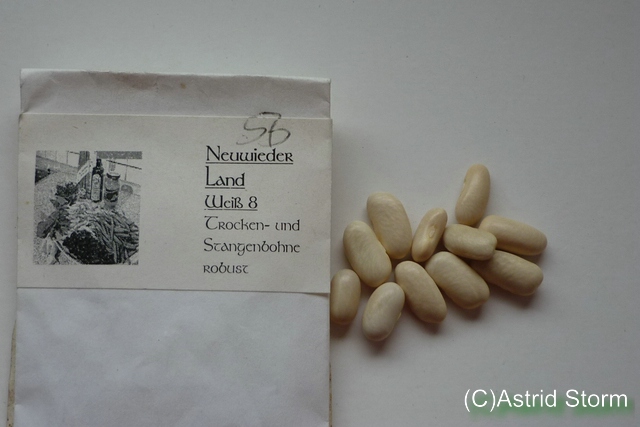 SB
Neuwieder
Land
Weiß 8
Trocken- und
Stangenbohne
robust
(C)Astrid Storm